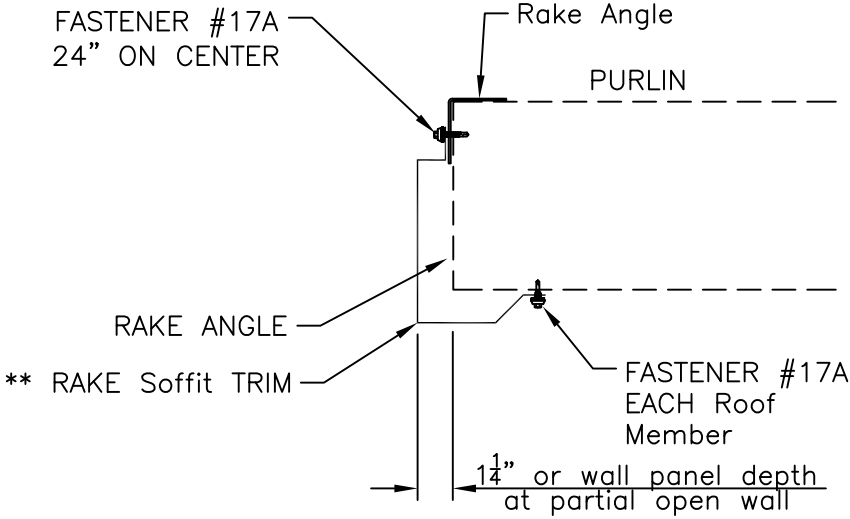 FASTENER #17A
24” ON CENTER
Rake Angle
PURLIN
RAKE ANGLE
** RAKE Soffit TRIM
FASTENER #17A
EACH Roof
Member
1¼” or wall panel depth
at partial open wall